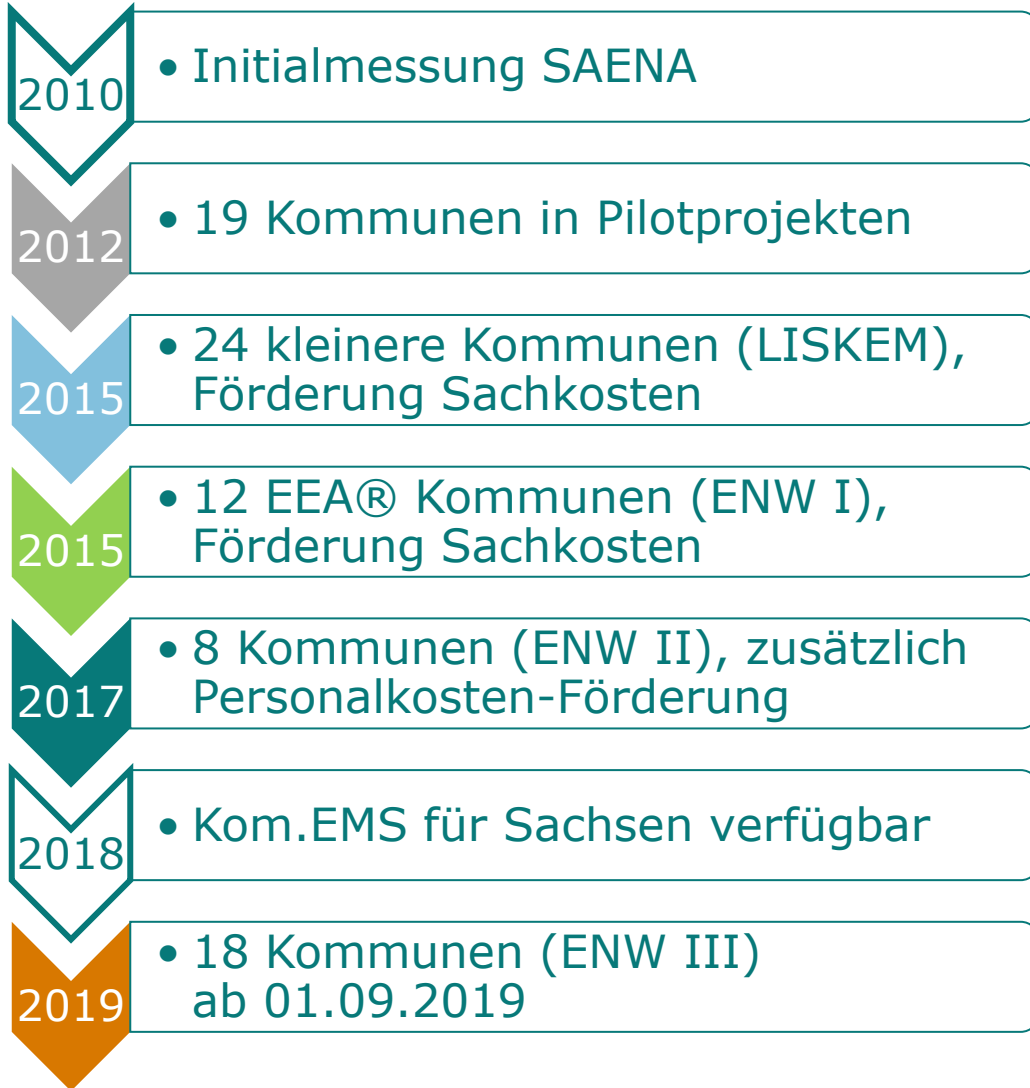 2010
• Initialmessung SAENA
2012
• 19 Kommunen in Pilotprojekten
2015
• 24 kleinere Kommunen (LISKEM),
Förderung Sachkosten
2015
• 12 EEA® Kommunen (ENW I),
Förderung Sachkosten
2017
• 8 Kommunen (ENW II), zusätzlich
Personalkosten-Förderung
2018
• Kom.EMS für Sachsen verfügbar
2019
• 18 Kommunen (ENW III)
ab 01.09.2019